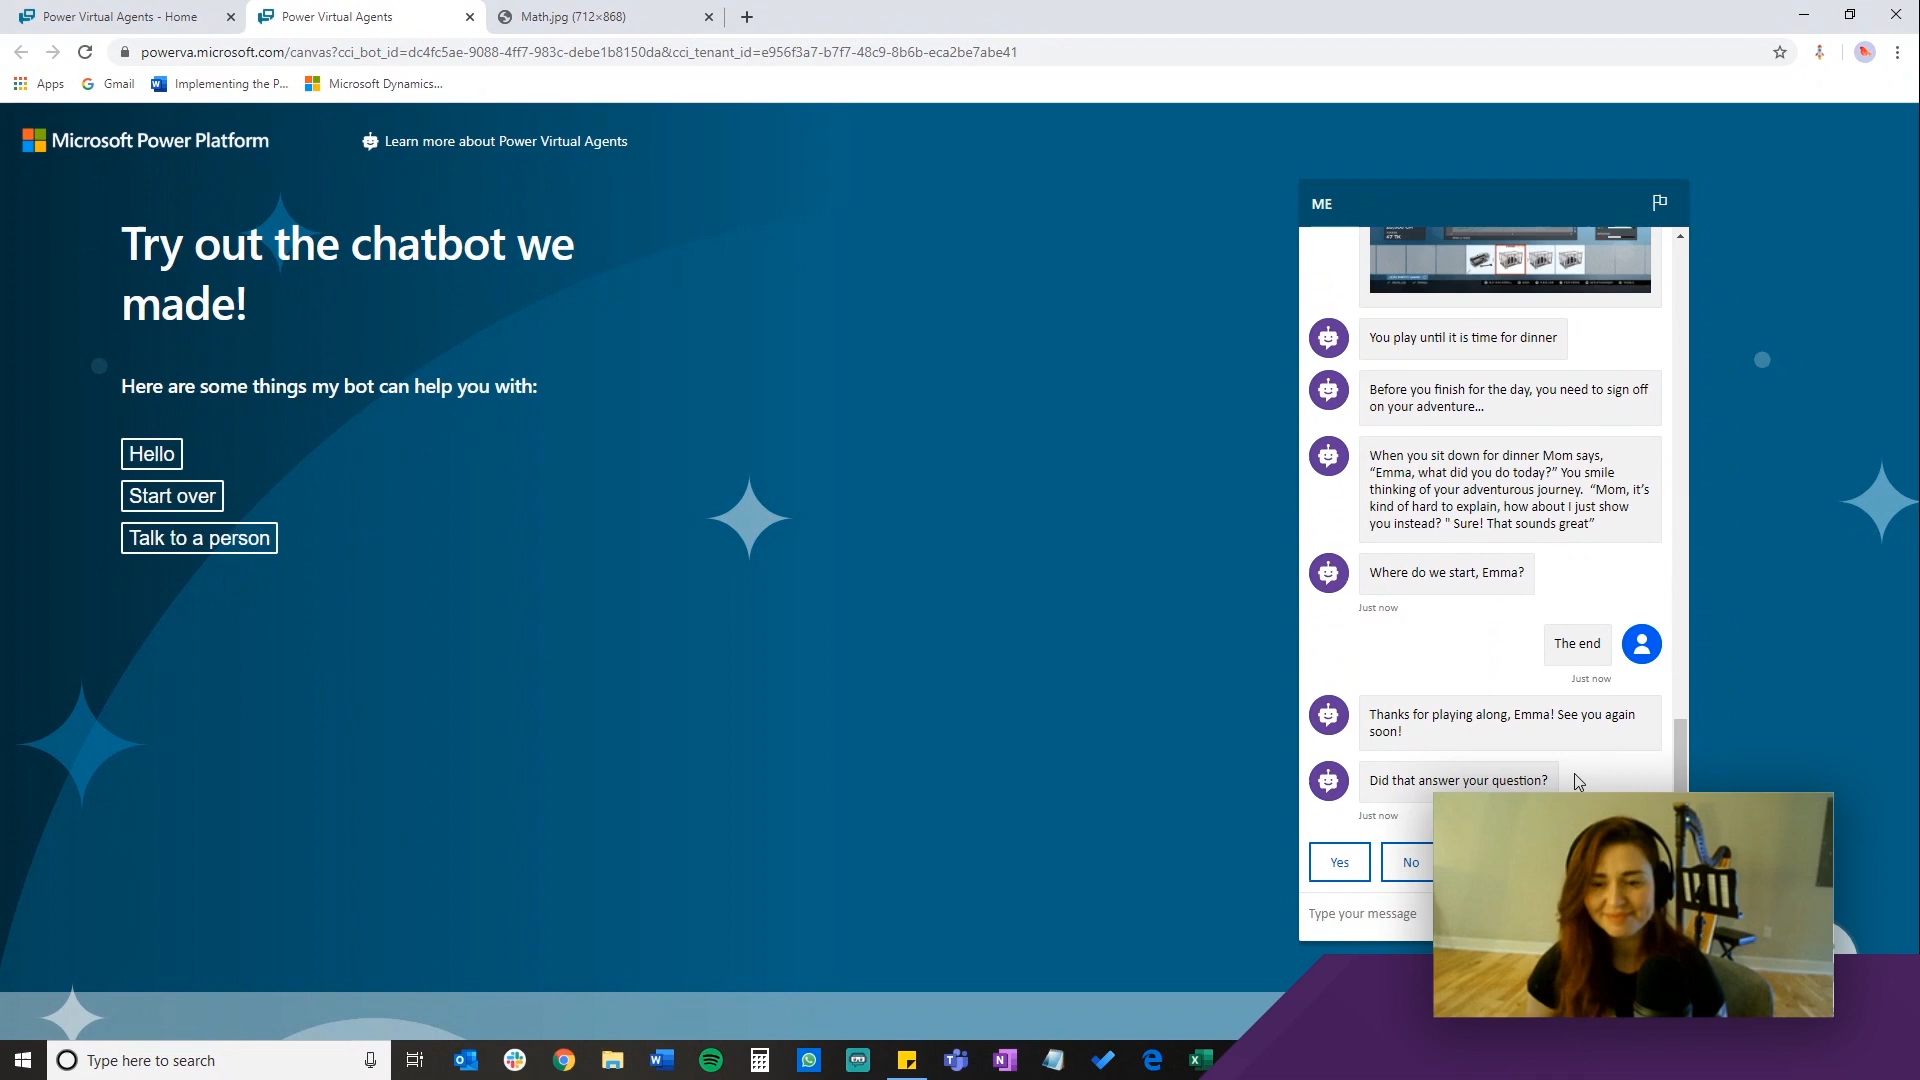 Power Virtual Agents - Home
Power Virtual Agents
Math.jpg (712×868)
powerva.microsoft.com/canvas?cci_bot_id=dc4fc5ae-9088-4ff7-983c-debe1b8150da&cci_tenant_id=e956f3a7-b7f7-48c9-8b6b-eca2be7abe41
Apps
Gmail
Implementing the P...
Microsoft Dynamics...
Microsoft Power Platform
Learn more about Power Virtual Agents
Try out the chatbot we
made!
Here are some things my bot can help you with:
Hello
Start over
Talk to a person
ME
47 TK
You play until it is time for dinner
Before you finish for the day, you need to sign off
on your adventure...
When you sit down for dinner Mom says,
“Emma, what did you do today?” You smile
thinking of your adventurous journey.  “Mom, it’s
kind of hard to explain, how about I just show
you instead? " Sure! That sounds great”
Where do we start, Emma?
Just now
The end
Just now
Thanks for playing along, Emma! See you again
soon!
Did that answer your question?
Just now
Yes
No
Type your message
Type here to search